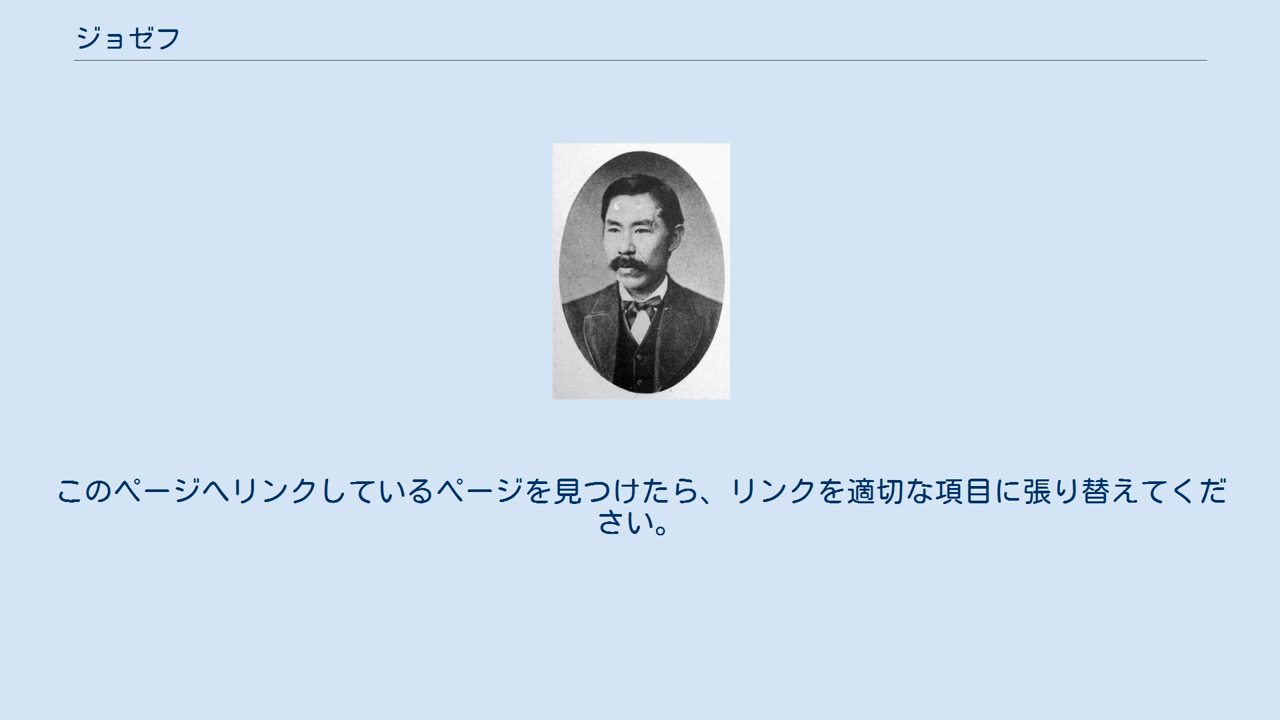 ジョゼフ
このページへリンクしているページを見つけたら、リンクを適切な項目に張り替えてくだ
さい。